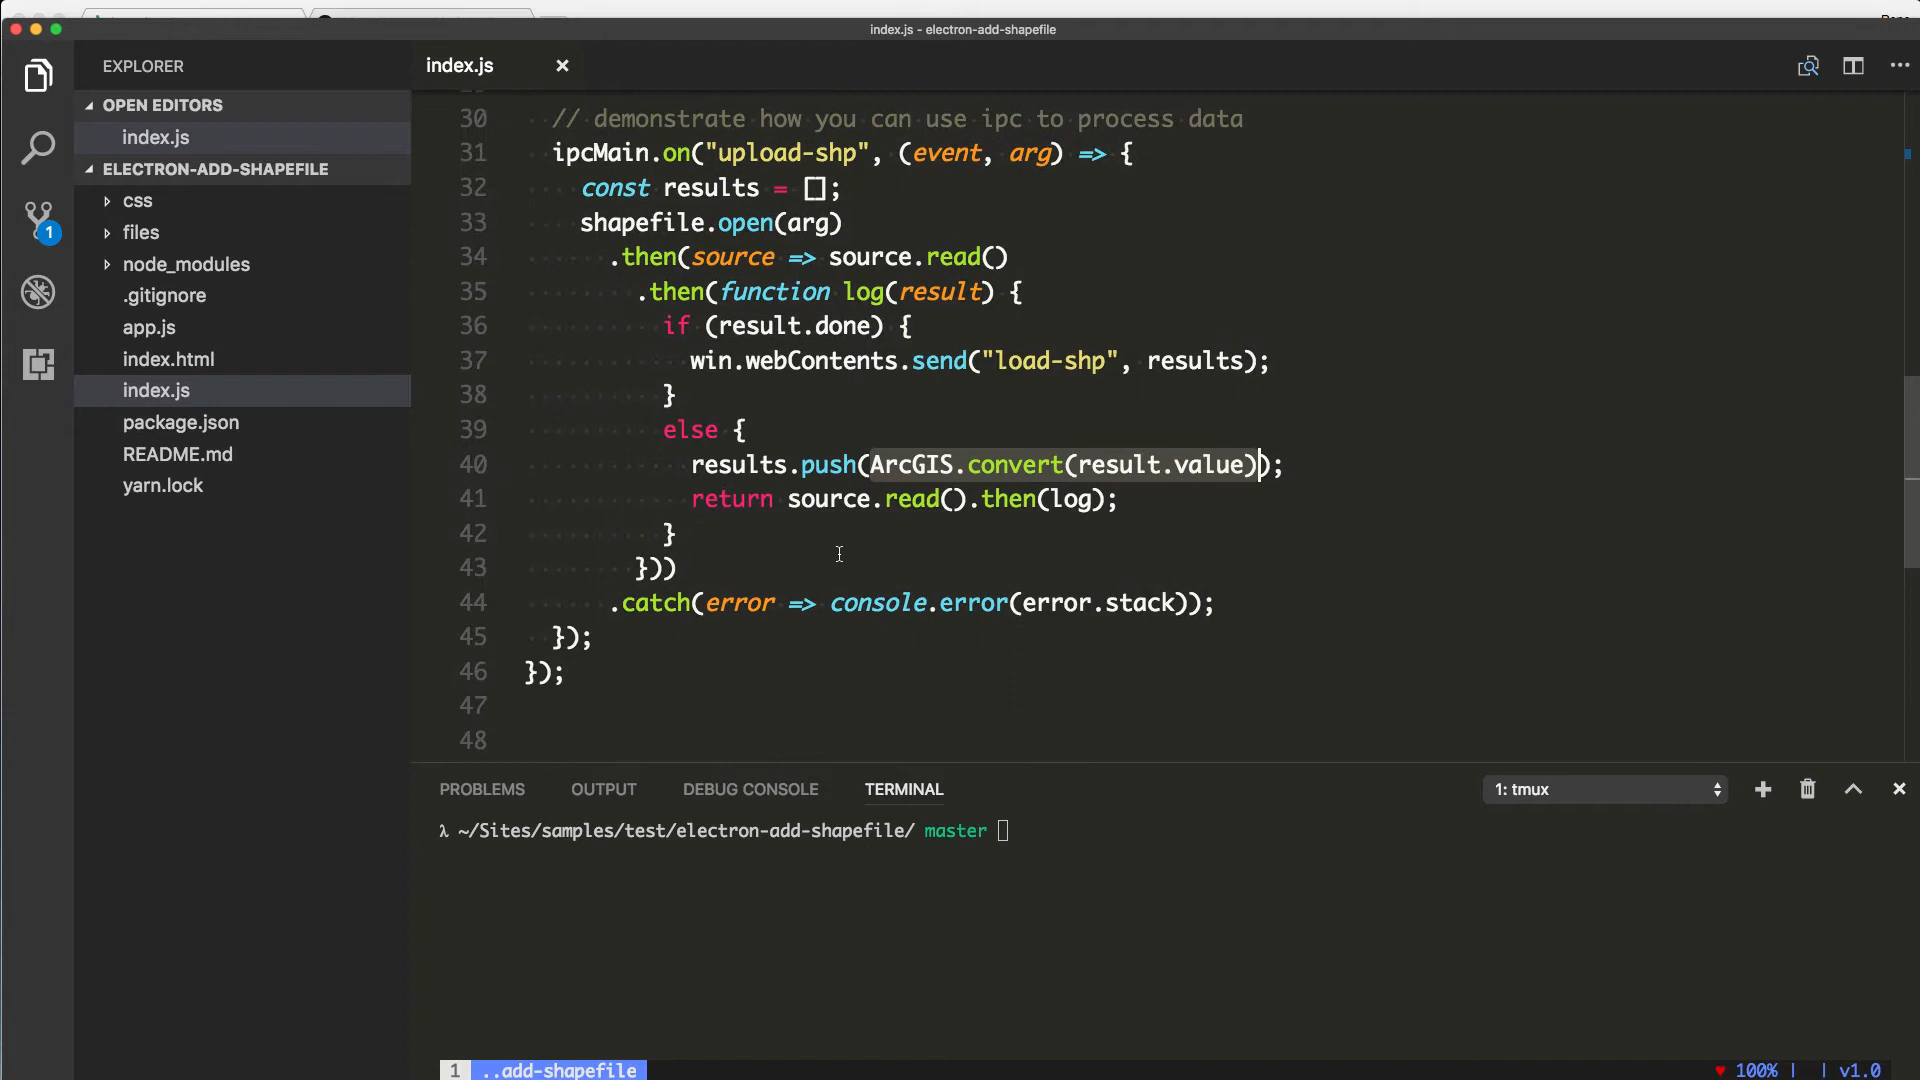 index.js - electron-add-shapefile
EXPLORER
OPEN EDITORS
index.js
ELECTRON-ADD-SHAPEFILE
css
files
node_modules
.gitignore
app.js
index.html
index.js
package.json
README.md
yarn.lock
1
index.js
30 // demonstrate how you can use ipc to process data
31 ipcMain.on("upload-shp", (event, arg) => {
32 const results = [];
33 shapefile.open(arg)
34 .then(source => source.read()
35 .then(function log(result) {
36 if (result.done) {
37 win.webContents.send("load-shp", results);
38 }
39 else {
40 results.push(ArcGIS.convert(result.value));
41 return source.read().then(log);
42 }
43 }))
44 .catch(error => console.error(error.stack));
45 });
46 });
47
48
PROBLEMS OUTPUT DEBUG CONSOLE TERMINAL 1: tmux
λ ~/Sites/samples/test/electron-add-shapefile/ master
1 ..add-shapefile ♥ 100% | | v1.0